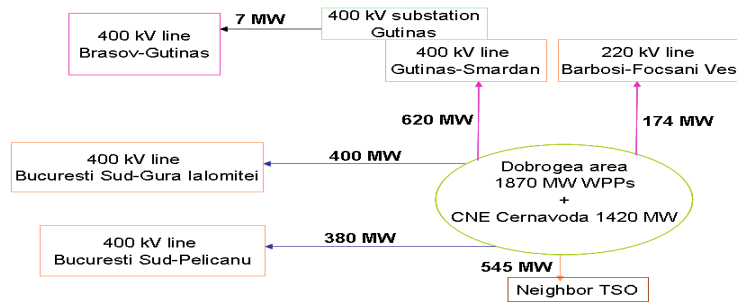 400 kV line
Brasov-Gutinas
7 MW
400 kV substation
Gutinas
400 kV line
Gutinas-Smardan
220 kV line
Barbosi-Focsani Ves
620 MW
174 MW
400 kV line
Bucuresti Sud-Gura Ialomitei
400 MW
Dobrogea area
1870 MW WPPs
+
CNE Cernavoda 1420 MW
400 kV line
Bucuresti Sud-Pelicanu
380 MW
545 MW
Neighbor TSO